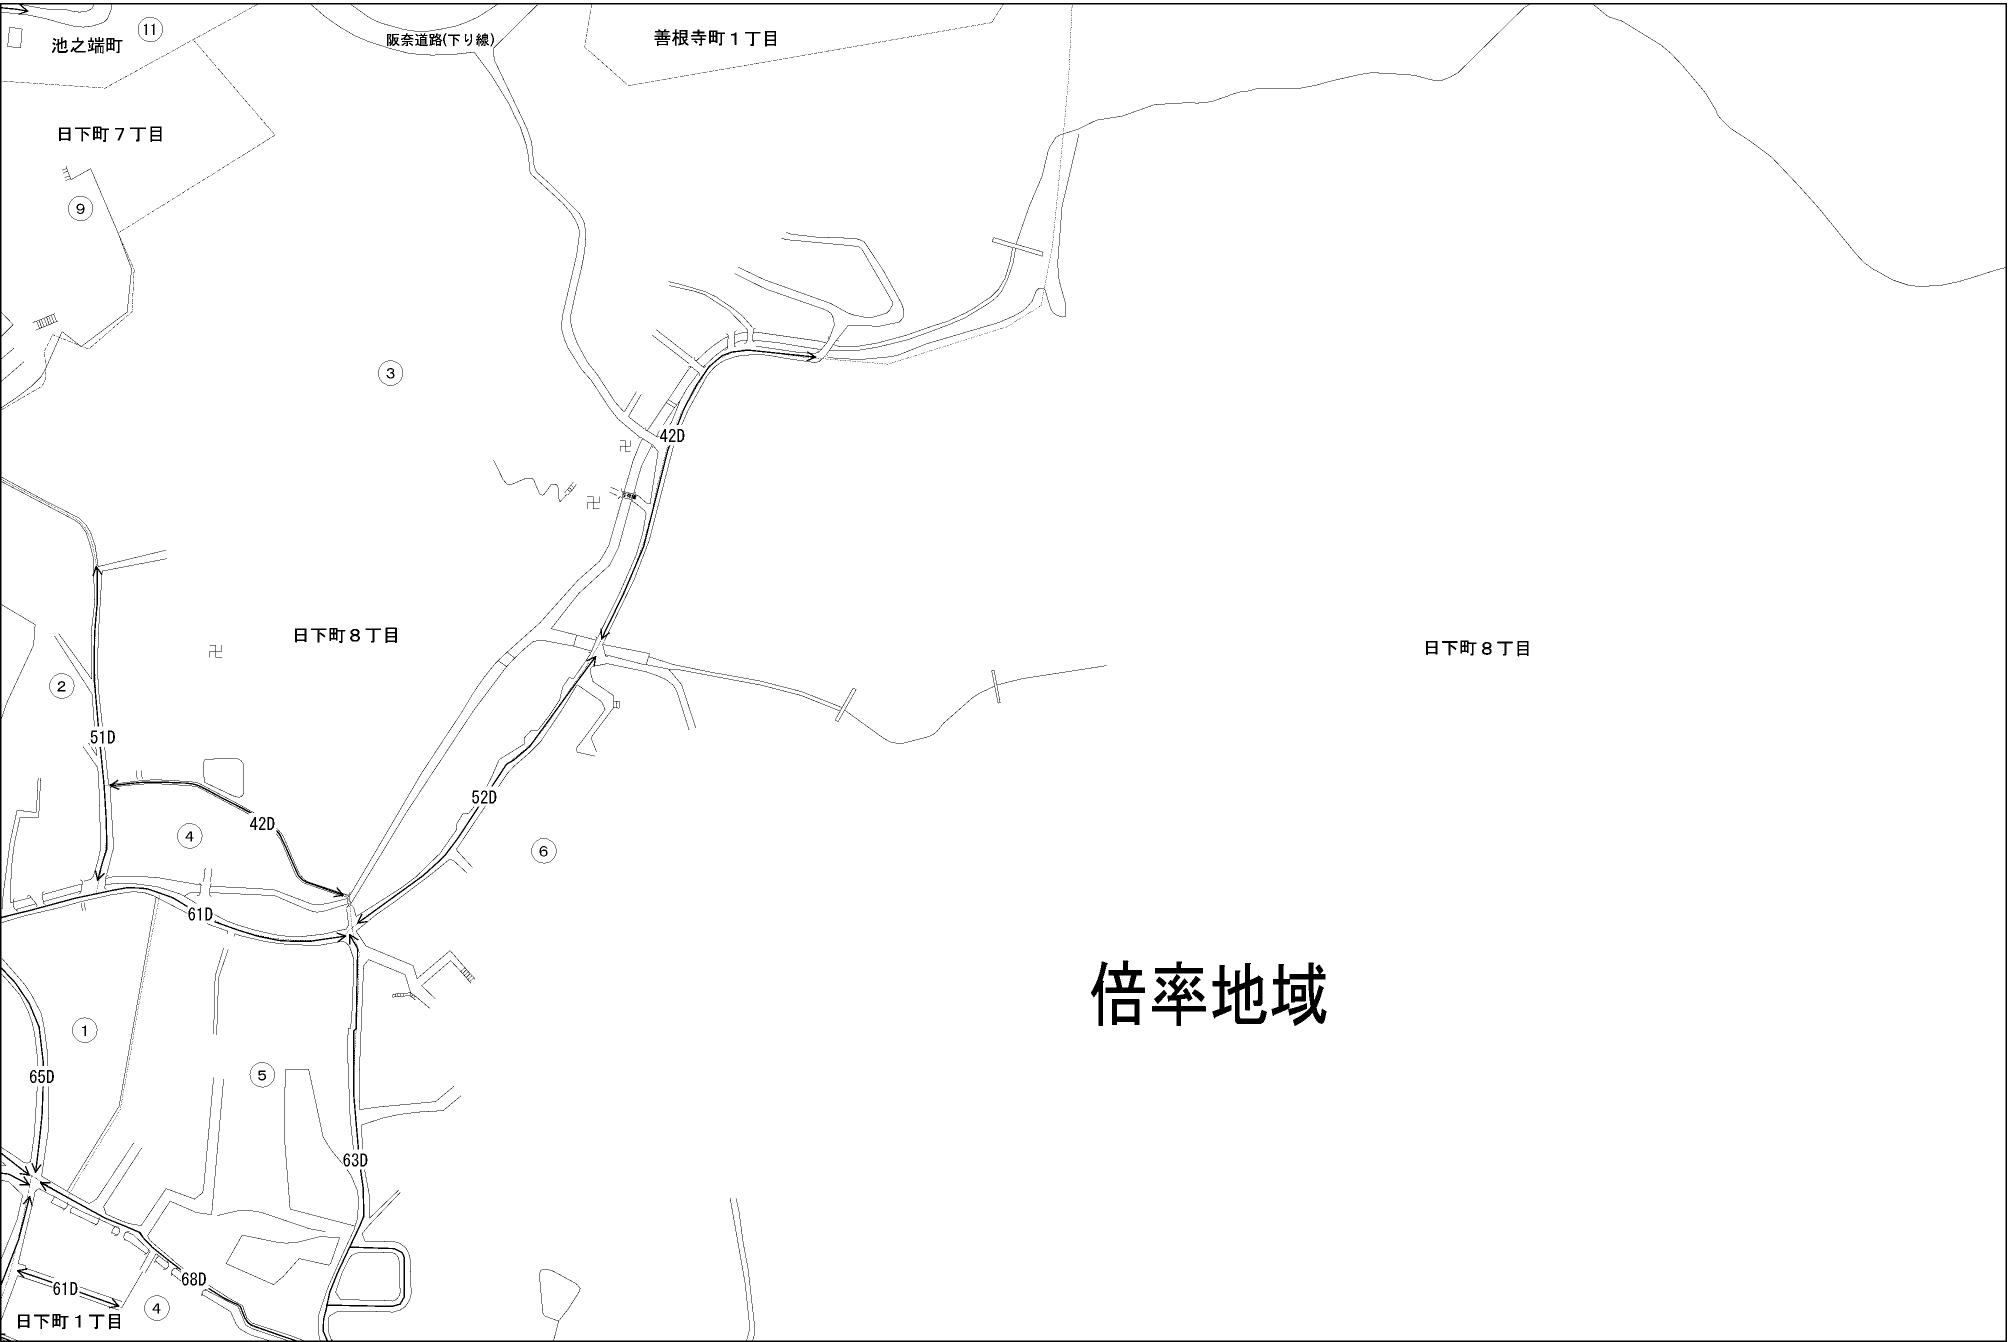 ⑪
池之端町
阪奈道路(下り線)
善根寺町1丁目
日下町7丁目
⑨
③
42D
日下町8丁目
日下町8丁目
②
51D
52D
42D
④
⑥
61D
倍率地域
①
65D
⑤
63D
68D
61D
④
日下町1丁目